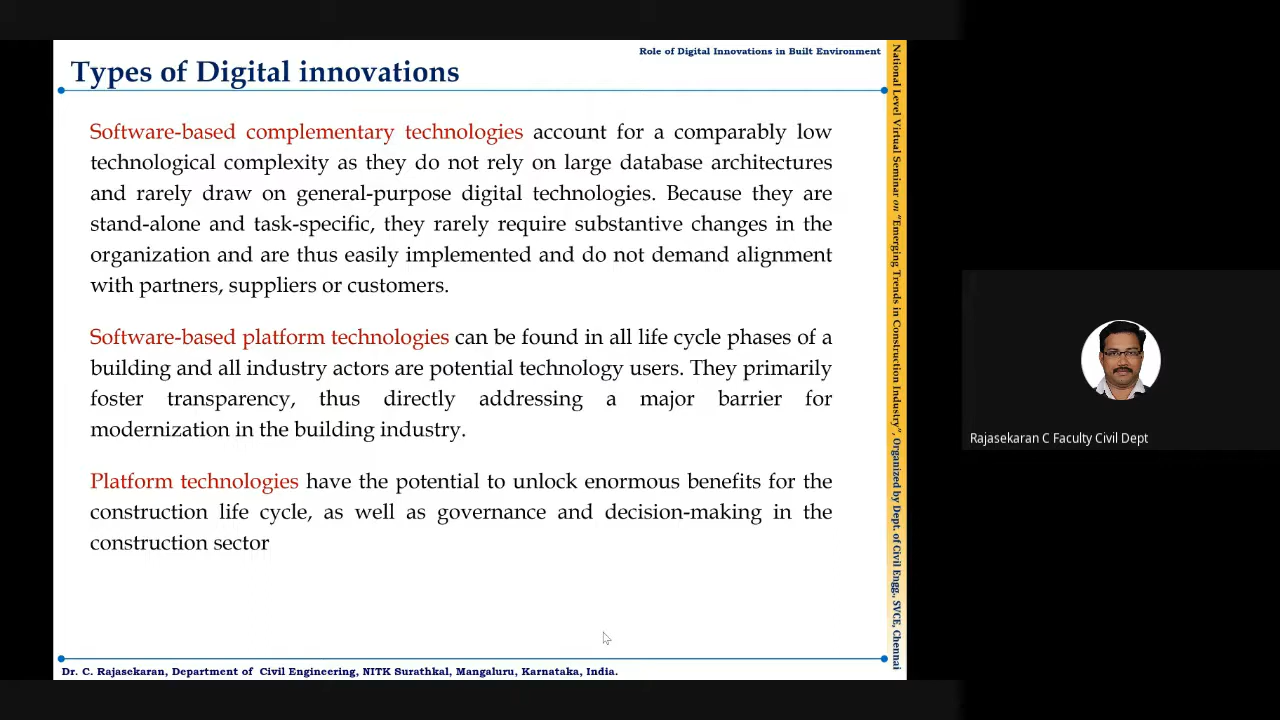 Role of Digital Innovations in Built Environment
Types of Digital innovations
Software-based complementary technologies account for a comparably low
technological complexity as they do not rely on large database architectures
and rarely draw on general-purpose digital technologies. Because they are
stand-alone and task-specific, they rarely require substantive changes in the
organization and are thus easily implemented and do not demand alignment
with partners, suppliers or customers.
Software-based platform technologies can be found in all life cycle phases of a
building and all industry actors are potential technology users. They primarily
foster transparency, thus directly addressing a major barrier for
modernization in the building industry.
Platform technologies have the potential to unlock enormous benefits for the
construction life cycle, as well as governance and decision-making in the
construction sector
Dr. C. Rajasekaran, Department of Civil Engineering, NITK Surathkal, Mangaluru, Karnataka, India.
National Level Virtual Seminar on "Emerging Trends in Construction Industry", Organized by Dept. of Civil Engg., SVCE, Chennai
Rajasekaran C Faculty Civil Dept